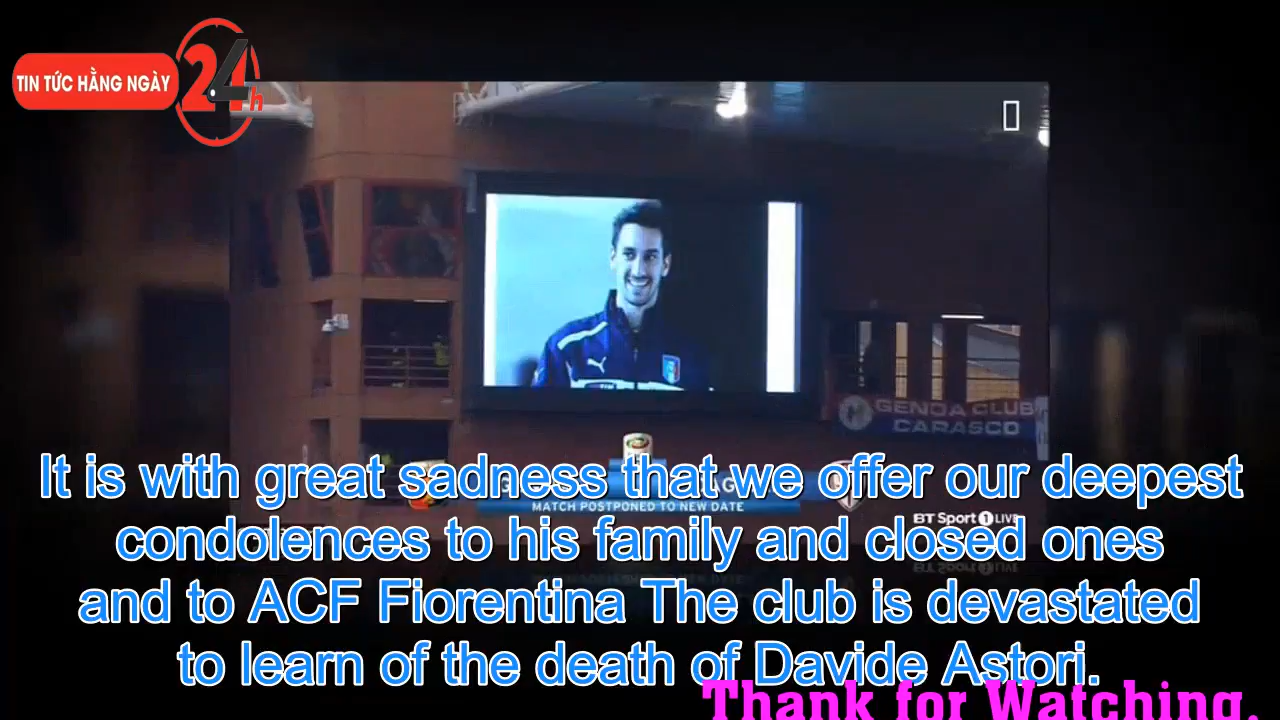 TIN TỨC HẰNG NGÀY
24h
GENOA CLUB
CARASCO
It is with great sadness that we offer our deepest
MATCH POSTPONED TO NEW DATE
BT Sport 1 LIVE
condolences to his family and closed ones
and to ACF Fiorentina The club is devastated
to learn of the death of Davide Astori.
Thank for Watching.